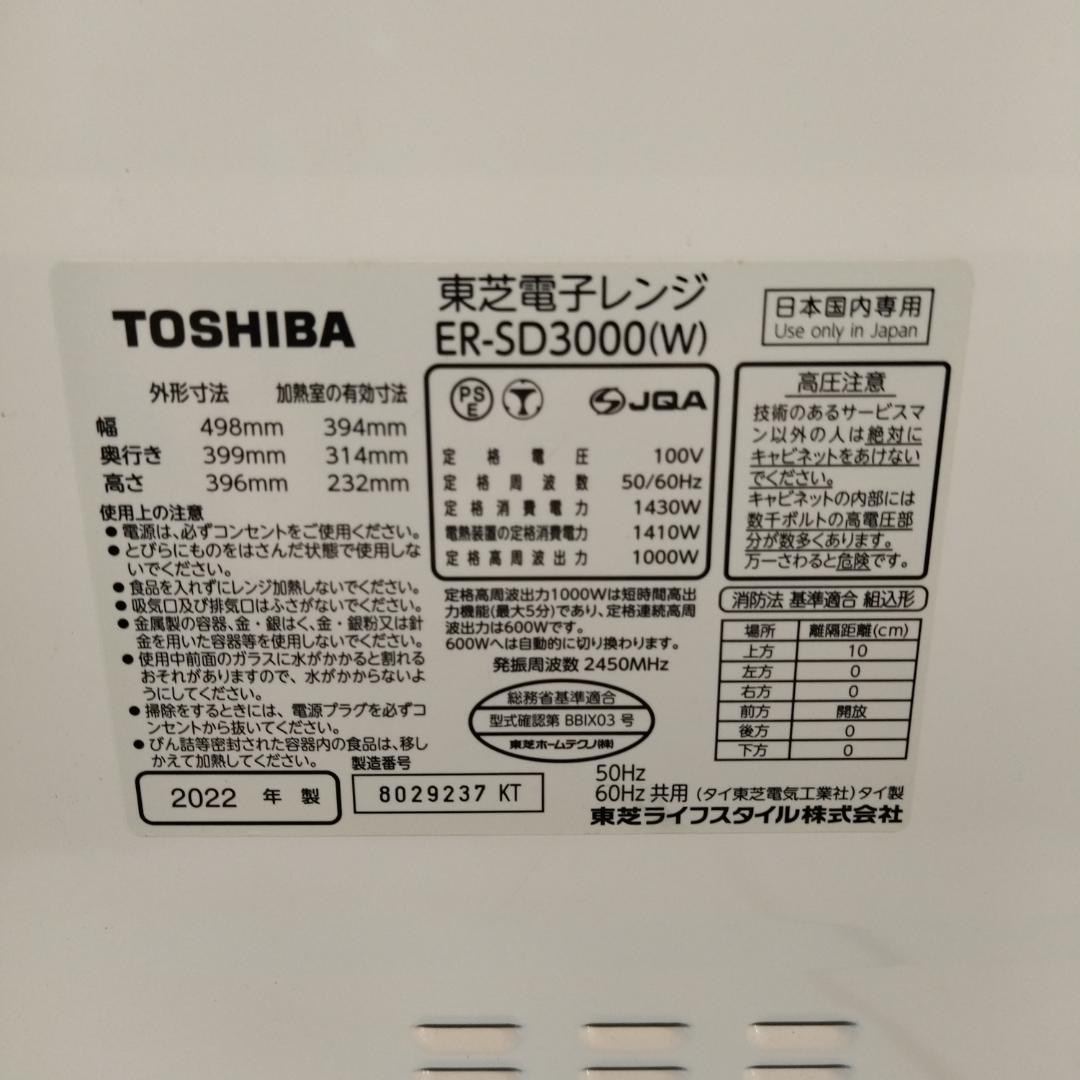 TOSHIBA
東芝電子レンジ
ER-SD3000(W)
日本国内専用
Use only in Japan
外形寸法 加熱室の有効寸法
幅 498mm 394mm
奥行き 399mm 314mm
高さ 396mm 232mm
使用上の注意
●電源は、必ずコンセントをご使用ください。
●とびらにものをはさんだ状態で使用しな
いでください。
●食品を入れずにレンジ加熱しないでください。
●吸気口及び排気口はふさがないでください。
●金属製の容器、金・銀はく、金・銀粉又は針
金を用いた容器等を使用しないでください。
●使用中前面のガラスに水がかかると割れる
おそれがありますので、水がかからないよ
うにしてください。
●掃除をするときには、電源プラグを必ずコ
ンセントから抜いてください。
●びん詰等密封された容器内の食品は、移し
かえて加熱してください。
2022 年 製
製造番号
8029237 KT
PS
E
JQA
定格電圧 100V
定格周波数 50/60Hz
定格消費電力 1430W
電熱装置の定格消費電力 1410W
定格高周波出力 1000W
定格高周波出力1000Wは短時間高出
力機能(最大5分)であり、定格連続高周
波出力は600Wです。
600Wへは自動的に切り換わります。
発振周波数 2450MHz
総務省基準適合
型式確認第 BBIX03 号
東芝ホームテクノ(株)
高圧注意
技術のあるサービスマ
ン以外の人は絶対に
キャビネットをあけない
でください。
キャビネットの内部には
数千ボルトの高電圧部
分が数多くあります。
万一さわると危険です。
消防法 基準適合 組込形
場所 離隔距離(cm)
上方 10
左方 0
右方 0
前方 開放
後方 0
下方 0
50Hz
60Hz 共用 (タイ東芝電気工業社)タイ製
東芝ライフスタイル株式会社